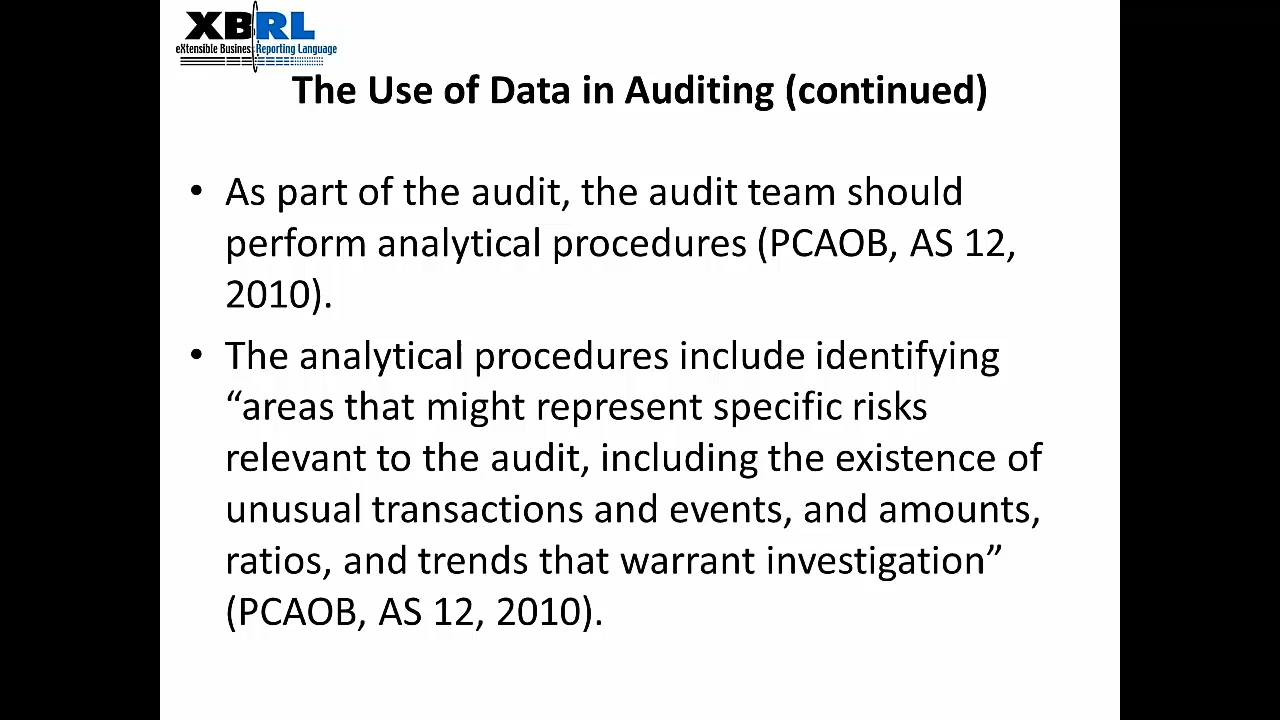 XBRL
eXtensible Business Reporting Language
The Use of Data in Auditing (continued)
• As part of the audit, the audit team should
perform analytical procedures (PCAOB, AS 12,
2010).
• The analytical procedures include identifying
“areas that might represent specific risks
relevant to the audit, including the existence of
unusual transactions and events, and amounts,
ratios, and trends that warrant investigation”
(PCAOB, AS 12, 2010).